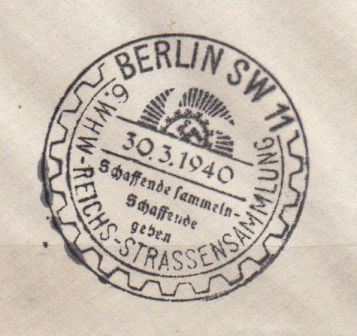 BERLIN SW 11
6. WHW-REICHS-STRASSENSAMMLUNG
30.3.1940
Schaffende sammeln-
Schaffende
geben